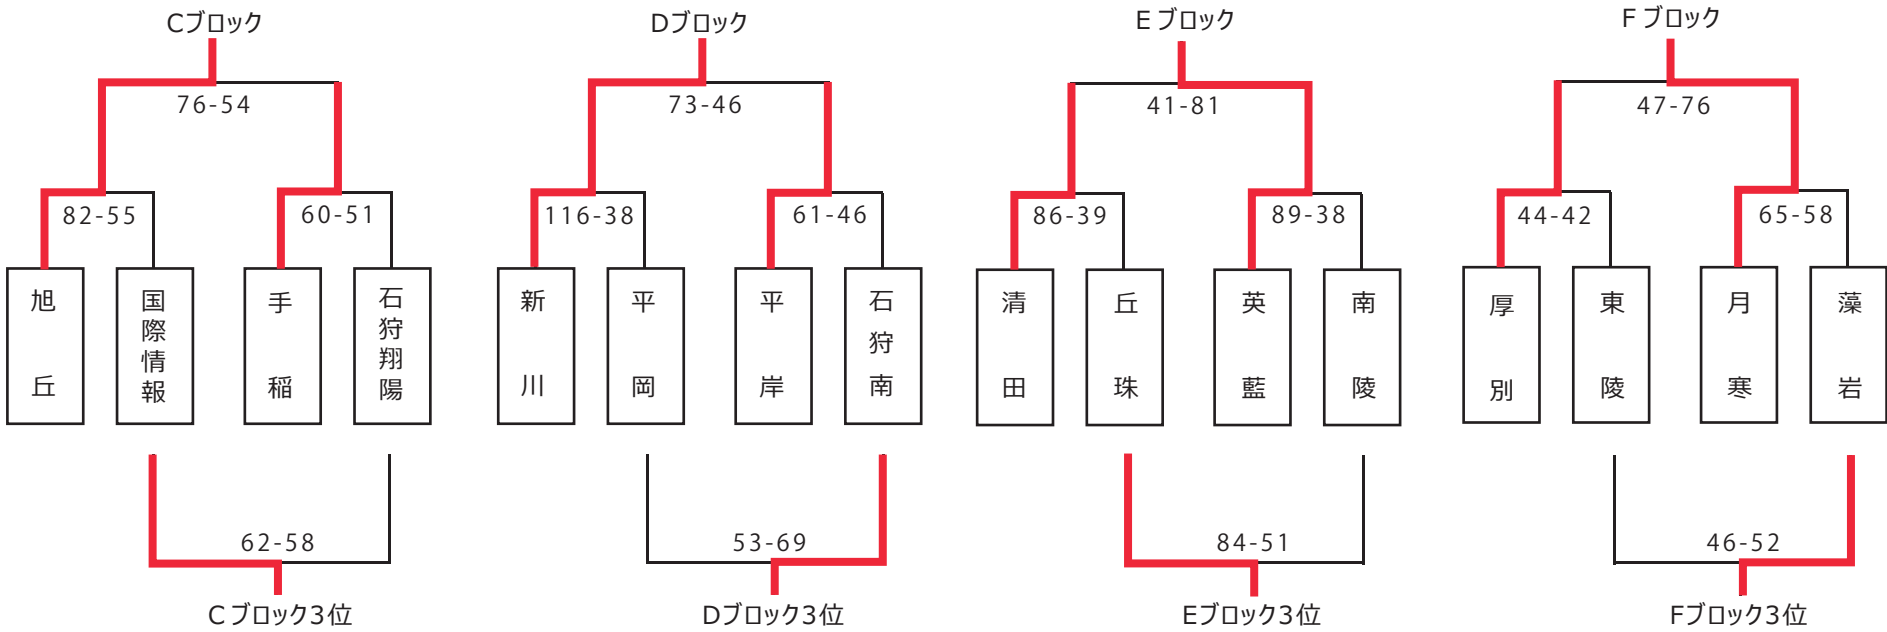 Cブロック
Dブロック
E ブロック
F ブロック
76-54
73-46
41-81
47-76
82-55
60-51
116-38
61-46
86-39
89-38
44-42
65-58
旭丘
国際情報
手稲
石狩翔陽
新川
平岡
平岸
石狩南
清田
丘珠
英藍
南陵
厚別
東陵
月寒
藻岩
62-58
53-69
84-51
46-52
Cブロック3位
Dブロック3位
Eブロック3位
Fブロック3位